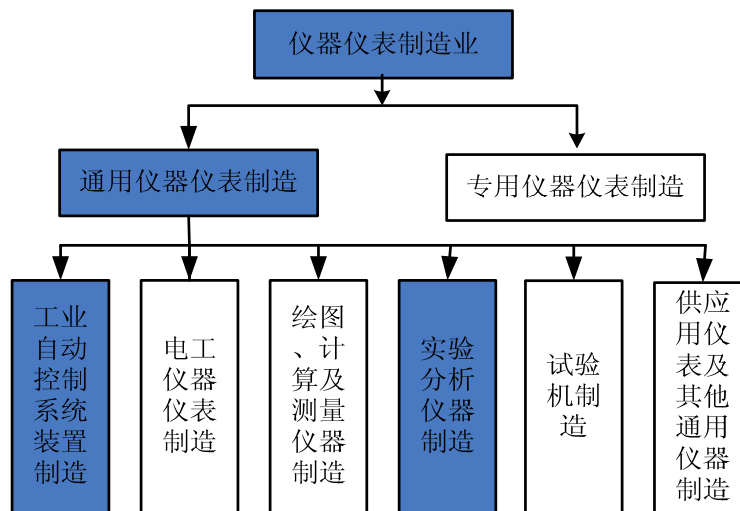 仪器仪表制造业
通用仪器仪表制造
专用仪器仪表制造
工业
自动
控制
系统
装置
制造
电工
仪器
仪表
制造
绘图
、计
算及
测量
仪器
制造
实验
分析
仪器
制造
试验
机制
造
供应
用仪
表及
其他
通用
仪器
制造